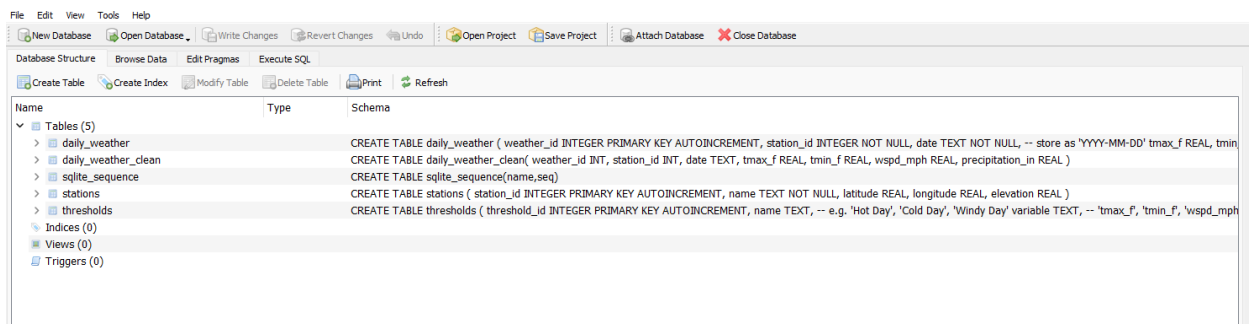 File Edit View Tools Help
New Database Open Database Write Changes Revert Changes Undo Open Project Save Project Attach Database Close Database
Database Structure Browse Data Edit Pragmas Execute SQL
Create Table Create Index Modify Table Delete Table Print Refresh
Name Type Schema
Tables (5)
daily_weather CREATE TABLE daily_weather ( weather_id INTEGER PRIMARY KEY AUTOINCREMENT, station_id INTEGER NOT NULL, date TEXT NOT NULL, -- store as 'YYYY-MM-DD' tmax_f REAL, tmin_
daily_weather_clean CREATE TABLE daily_weather_clean( weather_id INT, station_id INT, date TEXT, tmax_f REAL, tmin_f REAL, wspd_mph REAL, precipitation_in REAL )
sqlite_sequence CREATE TABLE sqlite_sequence(name,seq)
stations CREATE TABLE stations ( station_id INTEGER PRIMARY KEY AUTOINCREMENT, name TEXT NOT NULL, latitude REAL, longitude REAL, elevation REAL )
thresholds CREATE TABLE thresholds ( threshold_id INTEGER PRIMARY KEY AUTOINCREMENT, name TEXT, -- e.g. 'Hot Day', 'Cold Day', 'Windy Day' variable TEXT, -- 'tmax_f', 'tmin_f', 'wspd_mph
Indices (0)
Views (0)
Triggers (0)